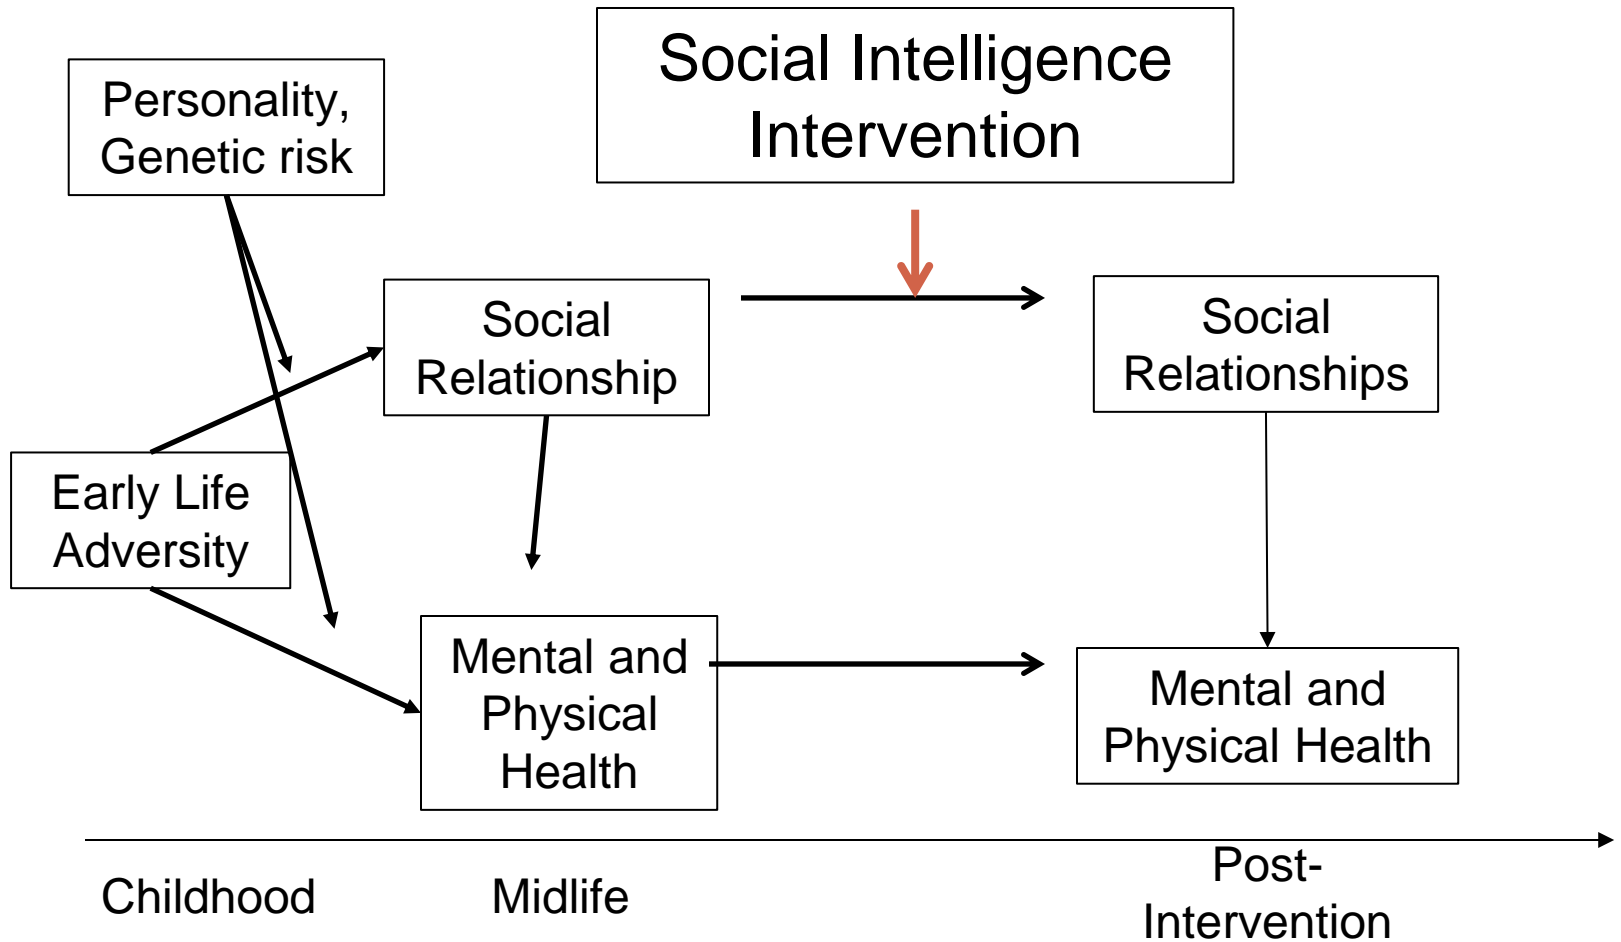 Social Intelligence
Intervention
Personality,
Genetic risk
Social
Relationship
Social
Relationships
Early Life
Adversity
Mental and
Physical
Health
Mental and
Physical Health
Childhood
Midlife
Post-
Intervention